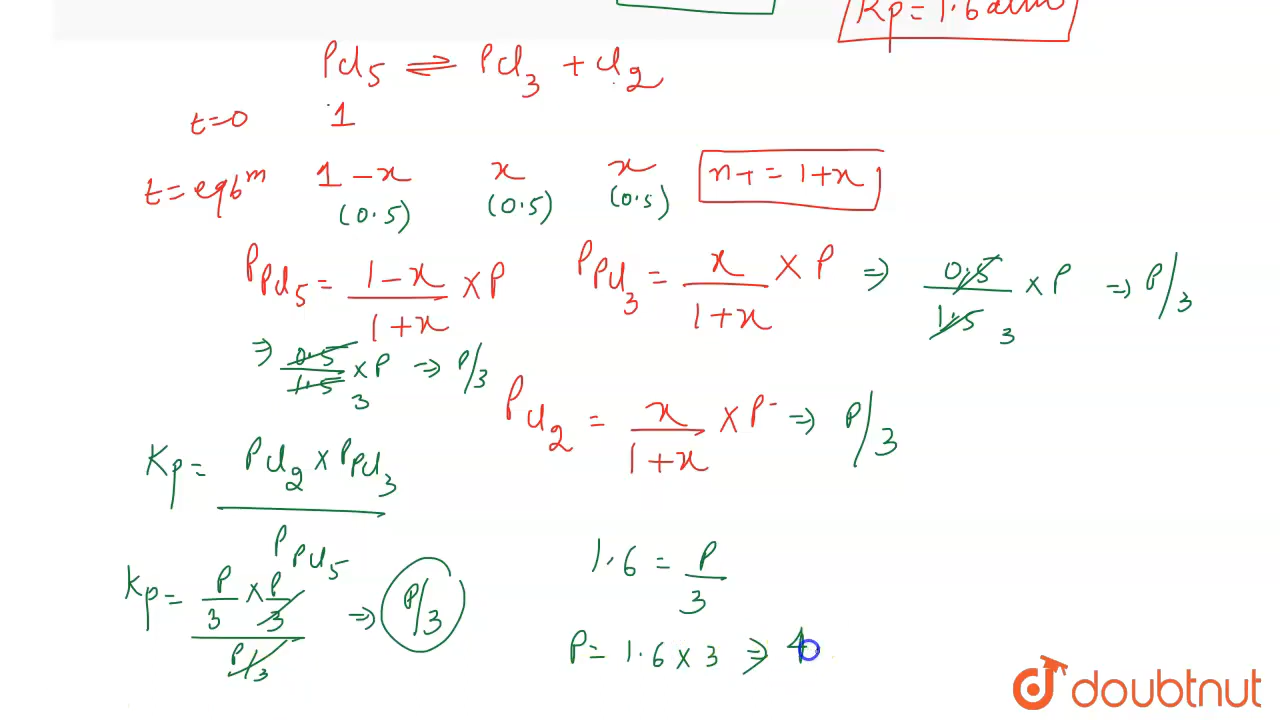 Kp = 1.6 atm
PCl5 ⇌ PCl3 + Cl2
t=0 1
t=eqbm 1-x x x nT = 1+x
(0.5) (0.5) (0.5)
PPCl5 = 1-x/1+x × P PPCl3 = x/1+x × P ⇒ 0.5/1.5 3 × P ⇒ P/3
⇒ 0.5/1.5 3 × P ⇒ P/3
PCl2 = x/1+x × P ⇒ P/3
Kp = PCl2 × PPCl3 / PPCl5
Kp = P/3 × P/3 / P/3 ⇒ P/3
1.6 = P/3
P = 1.6 × 3 ⇒ 4
doubtnut